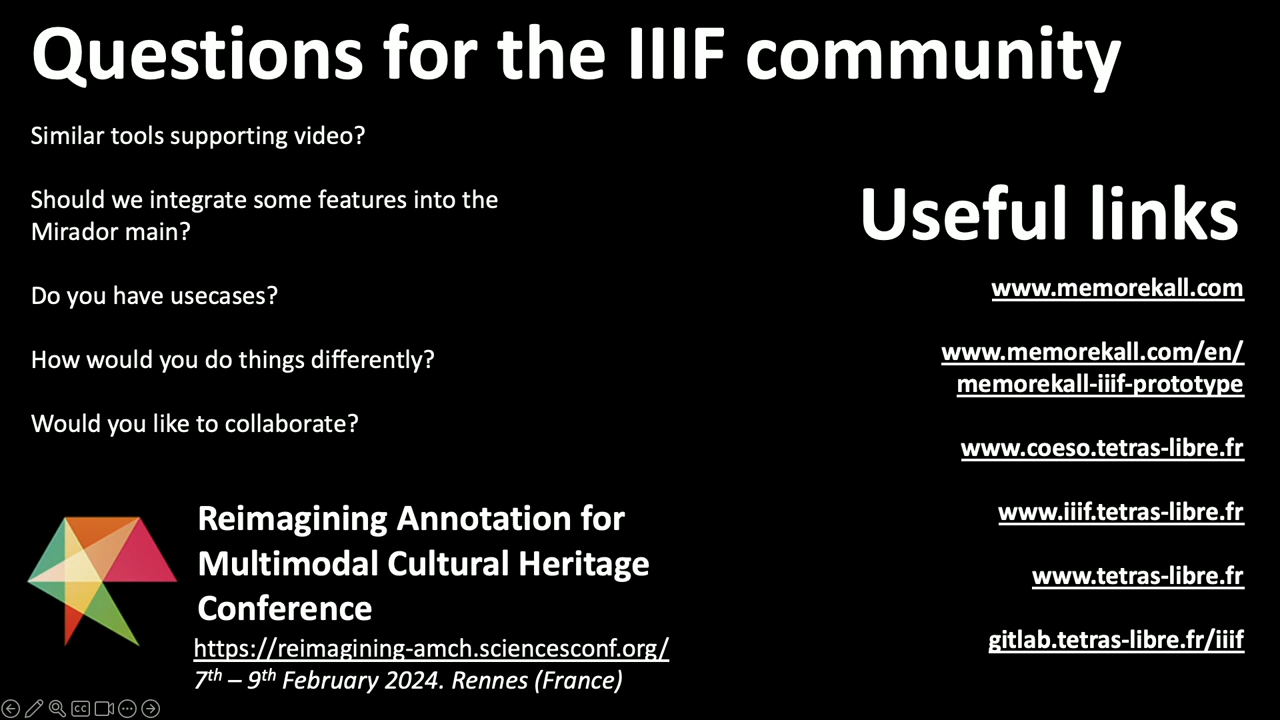 Questions for the IIIF community
Similar tools supporting video?
Should we integrate some features into the
Mirador main?
Do you have usecases?
How would you do things differently?
Would you like to collaborate?
Useful links
www.memorekall.com
www.memorekall.com/en/
memorekall-iiif-prototype
www.coeso.tetras-libre.fr
www.iiif.tetras-libre.fr
www.tetras-libre.fr
gitlab.tetras-libre.fr/iiif
Reimagining Annotation for
Multimodal Cultural Heritage
Conference
https://reimagining-amch.sciencesconf.org/
7th – 9th February 2024. Rennes (France)
CC